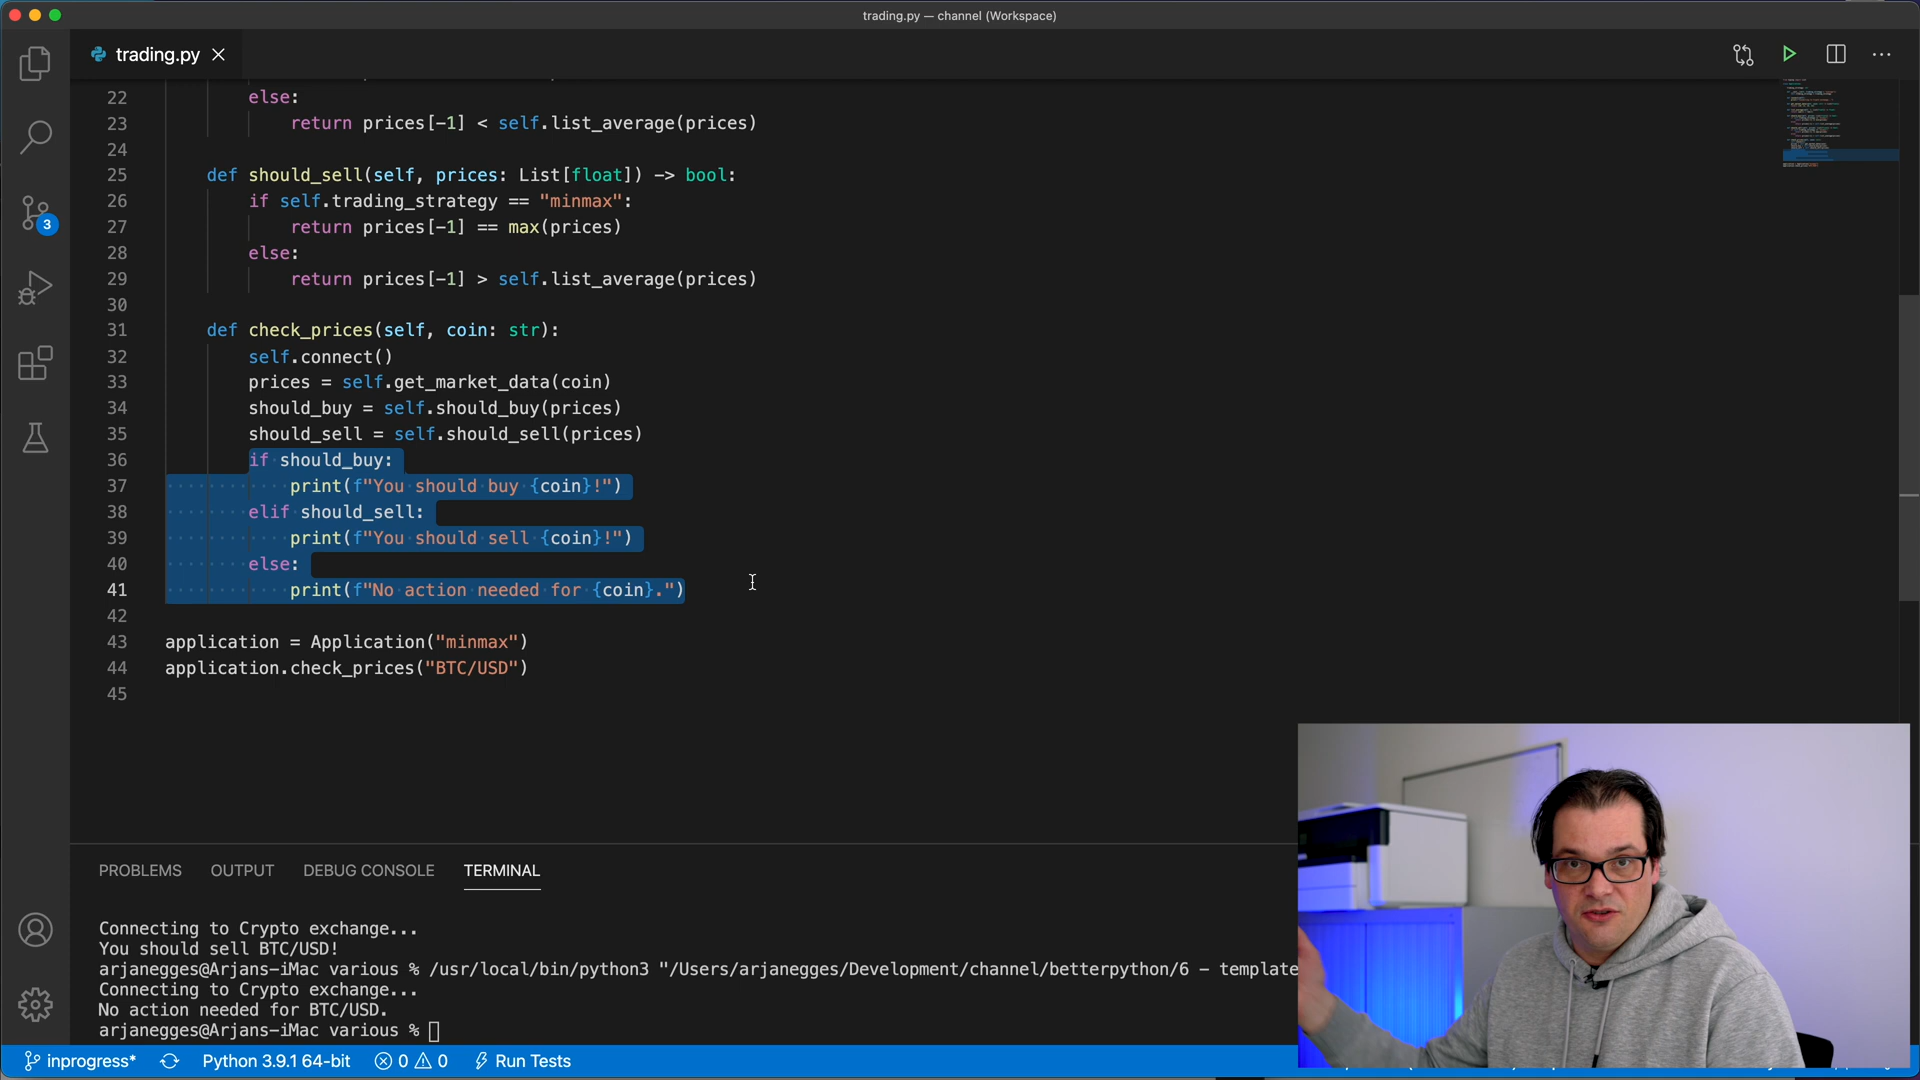 trading.py — channel (Workspace)
trading.py
22 else:
23 return prices[-1] < self.list_average(prices)
24
25 def should_sell(self, prices: List[float]) -> bool:
26 if self.trading_strategy == "minmax":
27 return prices[-1] == max(prices)
28 else:
29 return prices[-1] > self.list_average(prices)
30
31 def check_prices(self, coin: str):
32 self.connect()
33 prices = self.get_market_data(coin)
34 should_buy = self.should_buy(prices)
35 should_sell = self.should_sell(prices)
36 if should_buy:
37 print(f"You should buy {coin}!")
38 elif should_sell:
39 print(f"You should sell {coin}!")
40 else:
41 print(f"No action needed for {coin}.")
42
43 application = Application("minmax")
44 application.check_prices("BTC/USD")
45
3
PROBLEMS OUTPUT DEBUG CONSOLE TERMINAL
Connecting to Crypto exchange...
You should sell BTC/USD!
arjanegges@Arjans-iMac various % /usr/local/bin/python3 "/Users/arjanegges/Development/channel/betterpython/6 - template
Connecting to Crypto exchange...
No action needed for BTC/USD.
arjanegges@Arjans-iMac various %
inprogress* Python 3.9.1 64-bit 0 0 Run Tests